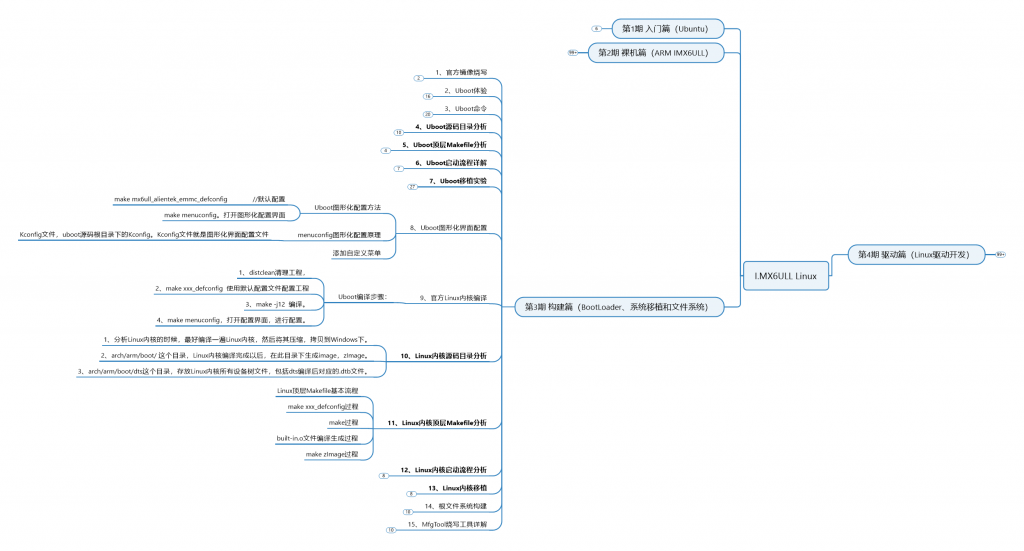 I.MX6ULL Linux
第1期 入门篇（Ubuntu）
6
第2期 裸机篇（ARM IMX6ULL）
99+
第3期 构建篇（BootLoader、系统移植和文件系统）
1、官方镜像烧写
2
2、Uboot体验
16
3、Uboot命令
20
4、Uboot源码目录分析
10
5、Uboot顶层Makefile分析
6、Uboot启动流程详解
7
7、Uboot移植实验
27
8、Uboot图形化界面配置
Uboot图形化配置方法
make mx6ull_alientek_emmc_defconfig //默认配置
make menuconfig。打开图形化配置界面
menuconfig图形化配置原理
Kconfig文件，uboot源码根目录下的Kconfig。Kconfig文件就是图形化界面配置文件
添加自定义菜单
9、官方Linux内核编译
Uboot编译步骤：
1、distclean清理工程，
2、make xxx_defconfig 使用默认配置文件配置工程
3、make -j12 编译。
4、make menuconfig，打开配置界面，进行配置。
10、Linux内核源码目录分析
1、分析Linux内核的时候，最好编译一遍Linux内核，然后将其压缩，拷贝到Windows下。
2、arch/arm/boot/ 这个目录，Linux内核编译完成以后，在此目录下生成image，zImage。
3、arch/arm/boot/dts这个目录，存放Linux内核所有设备树文件，包括dts编译后对应的.dtb文件。
11、Linux内核顶层Makefile分析
Linux顶层Makefile基本流程
make xxx_defconfig过程
make过程
built-in.o文件编译生成过程
make zImage过程
12、Linux内核启动流程分析
6
13、Linux内核移植
8
14、根文件系统构建
16
15、MfgTool烧写工具详解
10
第4期 驱动篇（Linux驱动开发）
99+